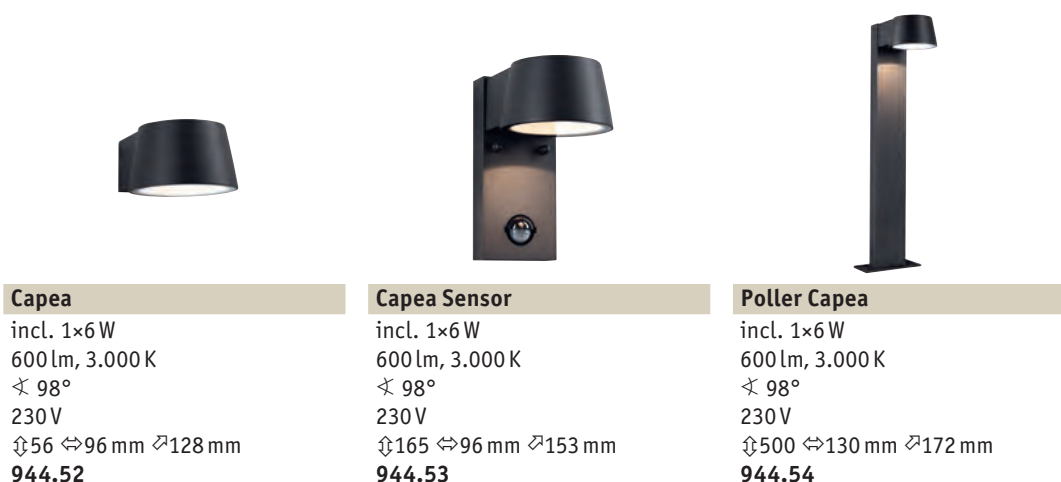 Capea
incl. 1×6 W
600 lm, 3.000 K
∢ 98°
230 V
⇳56 ⬄96 mm ⬀128 mm
944.52
Capea Sensor
incl. 1×6 W
600 lm, 3.000 K
∢ 98°
230 V
⇳165 ⬄96 mm ⬀153 mm
944.53
Poller Capea
incl. 1×6 W
600 lm, 3.000 K
∢ 98°
230 V
⇳500 ⬄130 mm ⬀172 mm
944.54